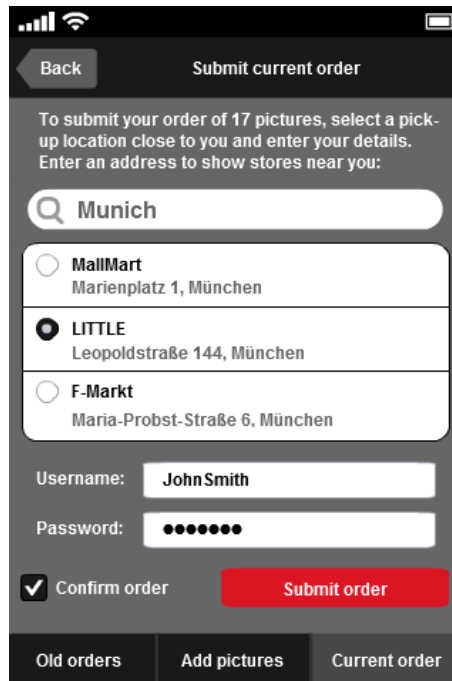 Back
Submit current order
To submit your order of 17 pictures, select a pick-
up location close to you and enter your details.
Enter an address to show stores near you:
Munich
MallMart
Marienplatz 1, München
LITTLE
Leopoldstraße 144, München
F-Markt
Maria-Probst-Straße 6, München
Username: JohnSmith
Password: ●●●●●●●
Confirm order
Submit order
Old orders
Add pictures
Current order